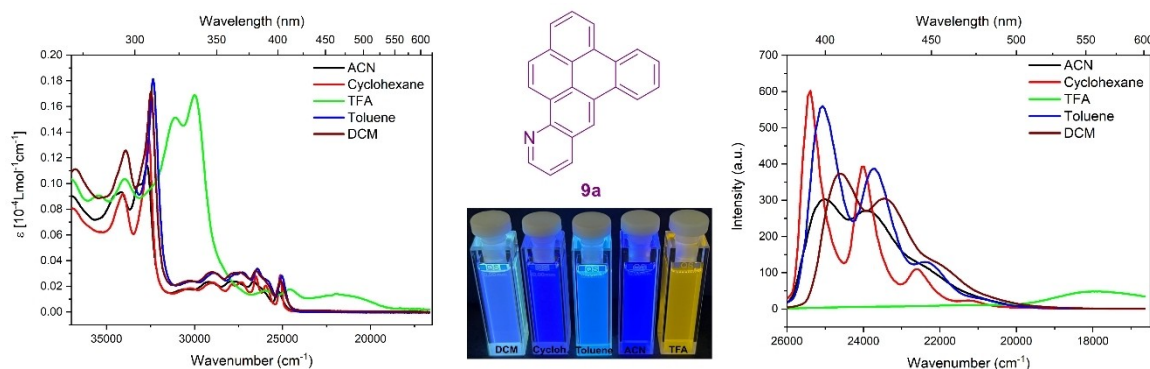 Wavelength (nm)
300 350 400 450 500 550 600
0.20
0.18
0.16
0.14
0.12
0.10
0.08
0.06
0.04
0.02
0.00
ε [10⁻⁴Lmol⁻¹cm⁻¹]
ACN
Cyclohexane
TFA
Toluene
DCM
35000 30000 25000 20000
Wavenumber (cm⁻¹)
N
9a
DCM Cycloh. Toluene ACN TFA
Wavelength (nm)
400 450 500 550 600
700
600
500
400
300
200
100
0
Intensity (a.u.)
ACN
Cyclohexane
TFA
Toluene
DCM
26000 24000 22000 20000 18000
Wavenumber (cm⁻¹)